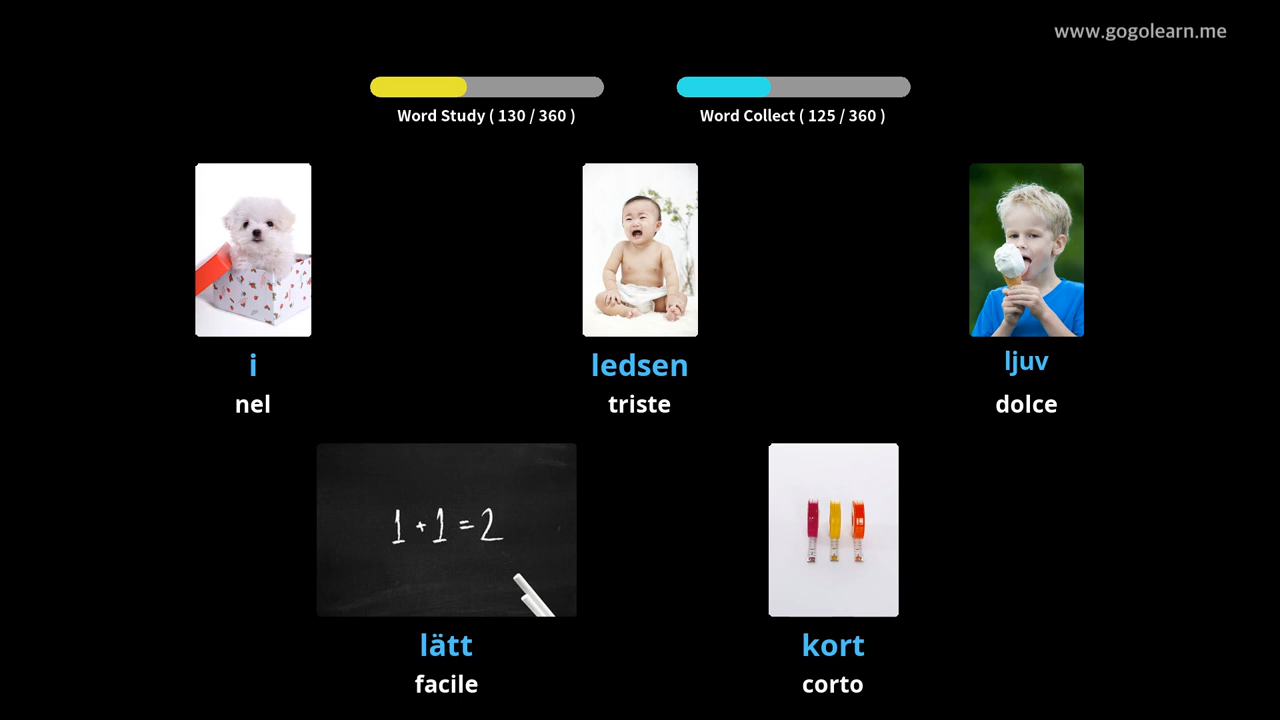 www.gogolearn.me
Word Study ( 130 / 360 )
Word Collect ( 125 / 360 )
i
nel
ledsen
triste
ljuv
dolce
1 + 1 = 2
lätt
facile
kort
corto